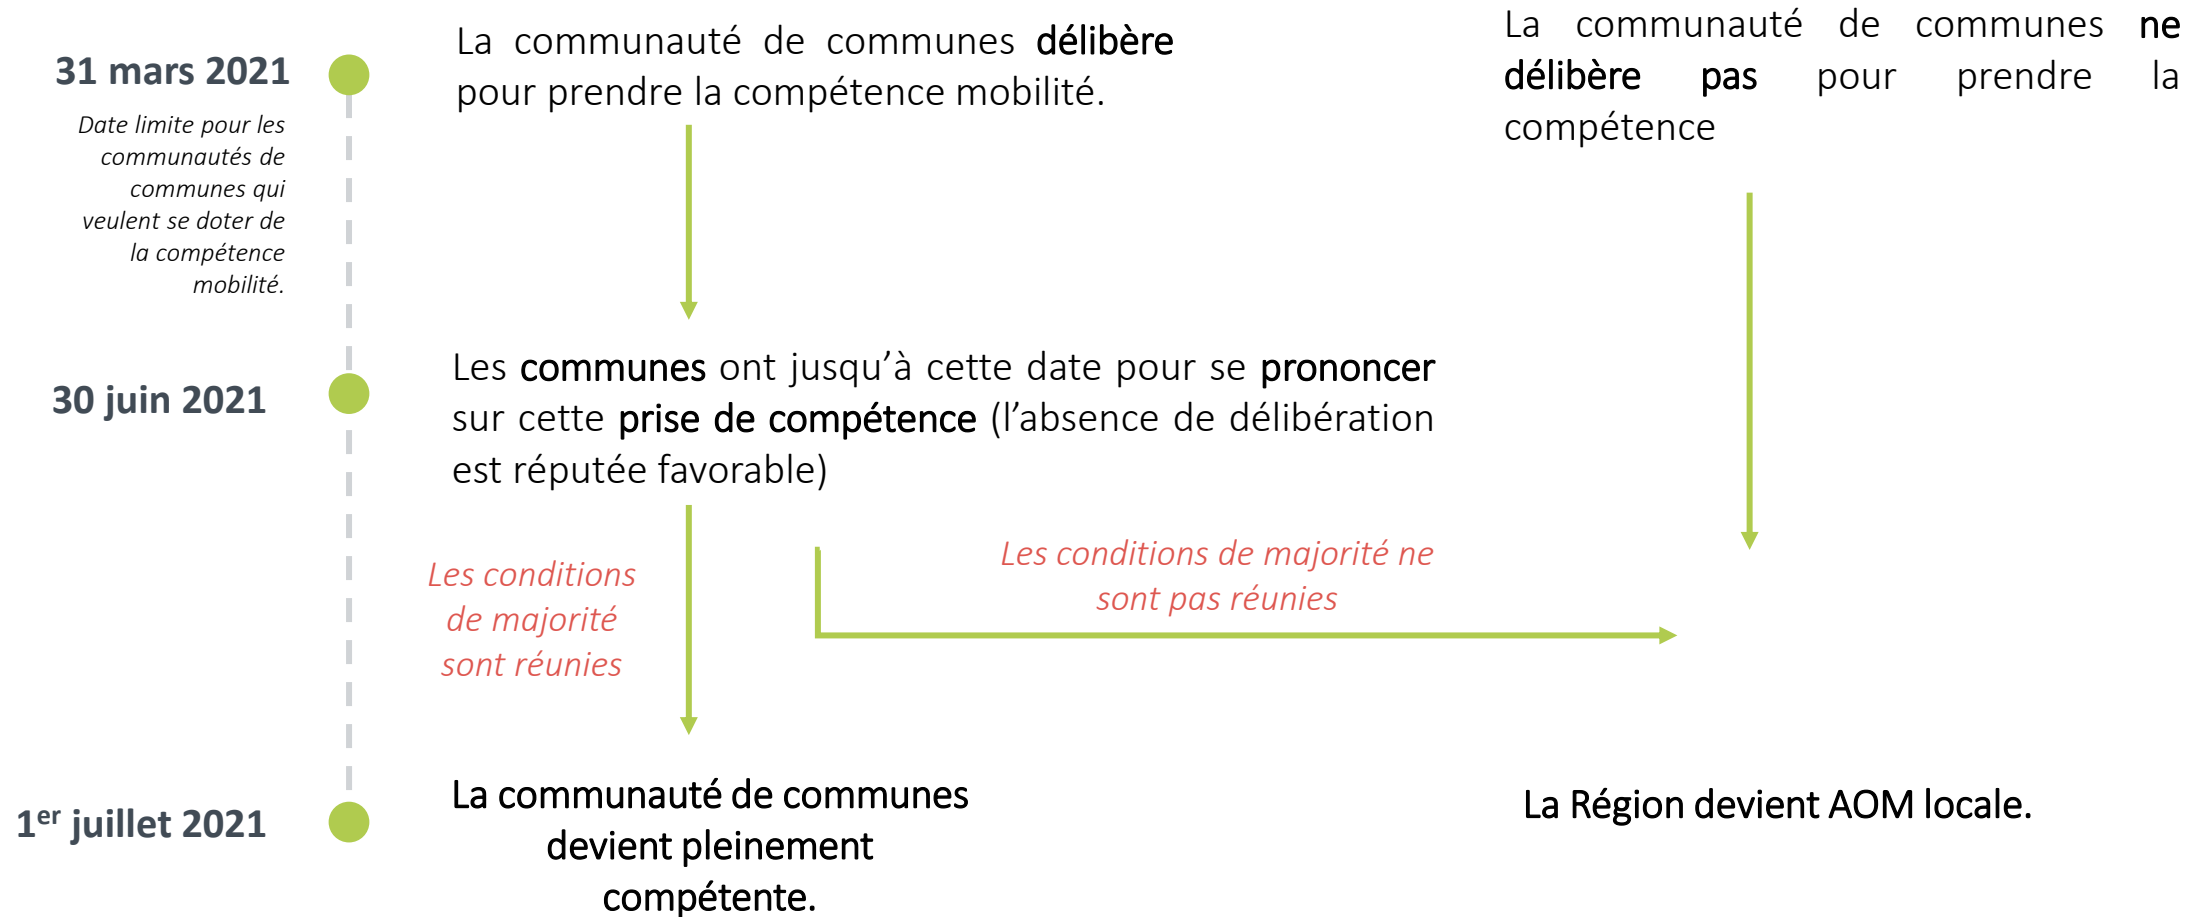 31 mars 2021
Date limite pour les
communautés de
communes qui
veulent se doter de
la compétence
mobilité.
La communauté de communes délibère
pour prendre la compétence mobilité.
La communauté de communes ne
délibère pas pour prendre la
compétence
30 juin 2021
Les communes ont jusqu’à cette date pour se prononcer
sur cette prise de compétence (l’absence de délibération
est réputée favorable)
Les conditions
de majorité
sont réunies
Les conditions de majorité ne
sont pas réunies
1er juillet 2021
La communauté de communes
devient pleinement
compétente.
La Région devient AOM locale.